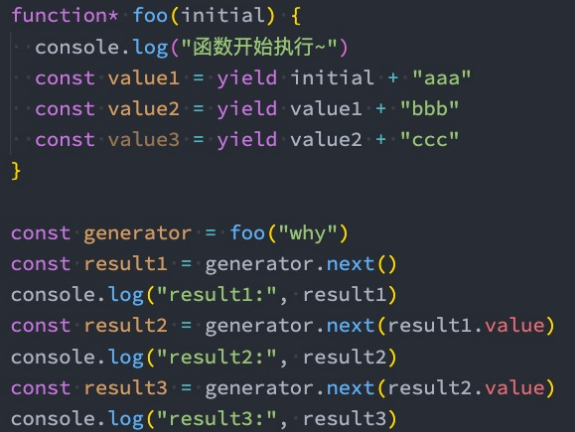 function* foo(initial) {
  console.log("函数开始执行~")
  const value1 = yield initial + "aaa"
  const value2 = yield value1 + "bbb"
  const value3 = yield value2 + "ccc"
}

const generator = foo("why")
const result1 = generator.next()
console.log("result1:", result1)
const result2 = generator.next(result1.value)
console.log("result2:", result2)
const result3 = generator.next(result2.value)
console.log("result3:", result3)